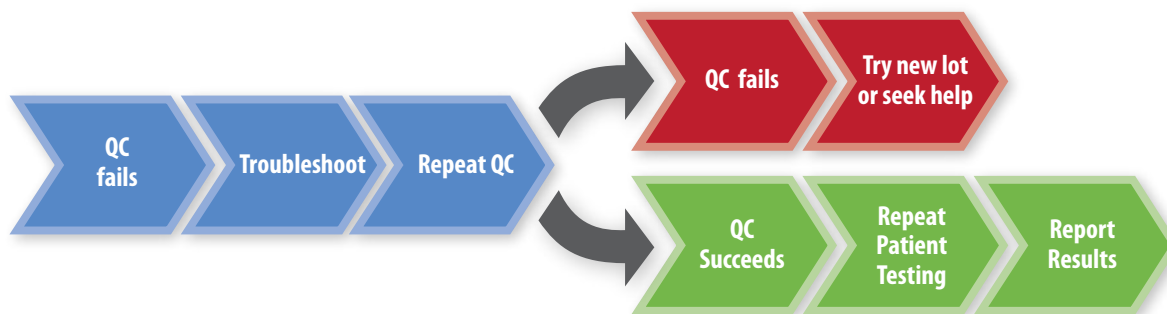 QC
fails
Troubleshoot
Repeat QC
QC fails
Try new lot
or seek help
QC
Succeeds
Repeat
Patient
Testing
Report
Results